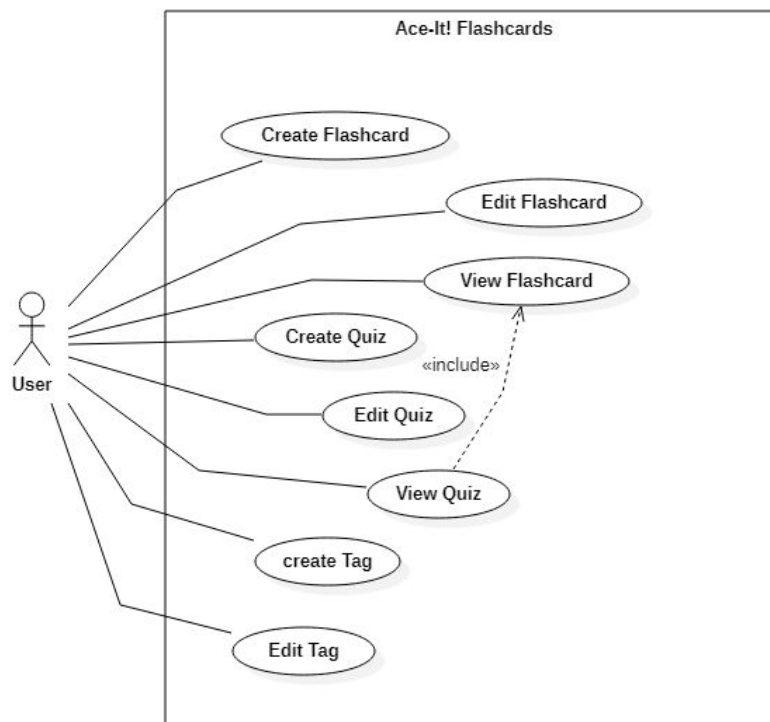 Ace-It! Flashcards
Create Flashcard
Edit Flashcard
View Flashcard
Create Quiz
«include»
User
Edit Quiz
View Quiz
create Tag
Edit Tag